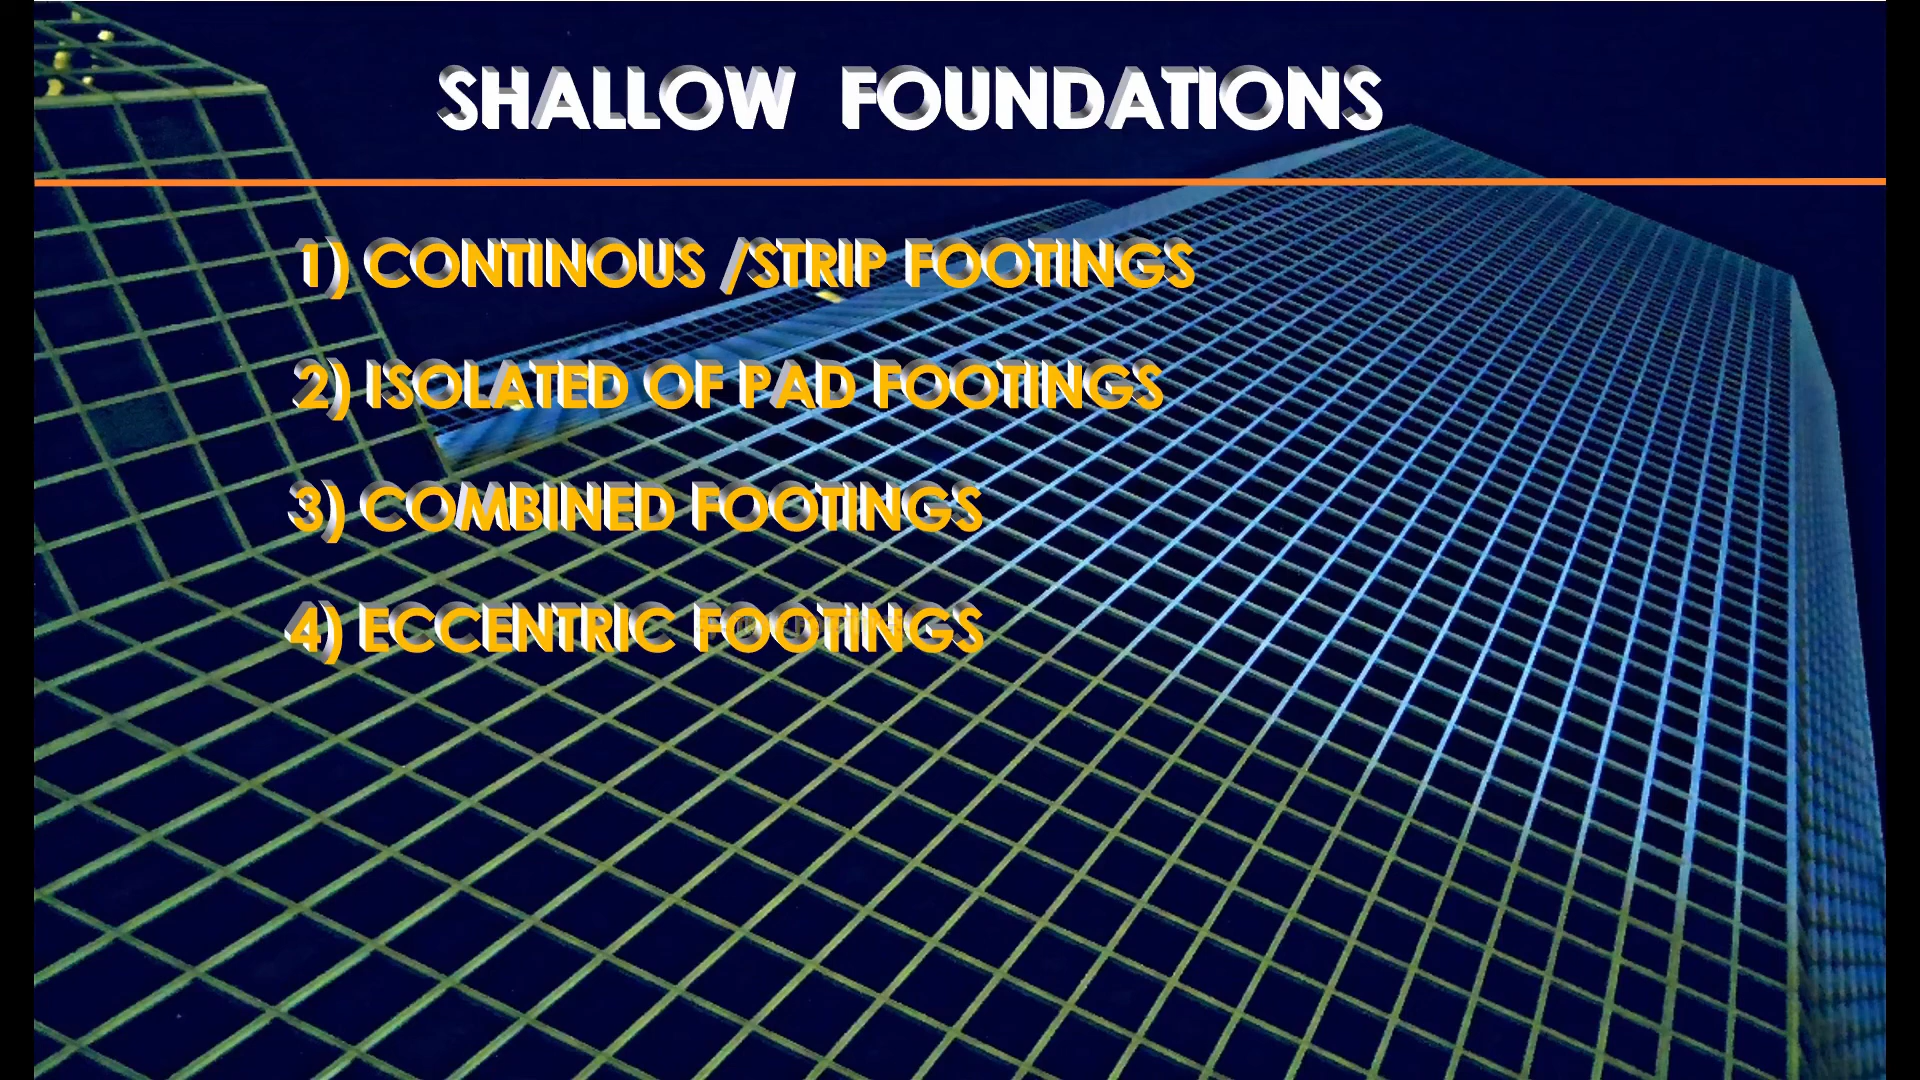 SHALLOW FOUNDATIONS
1) CONTINOUS /STRIP FOOTINGS
2) ISOLATED OF PAD FOOTINGS
3) COMBINED FOOTINGS
4) ECCENTRIC FOOTINGS